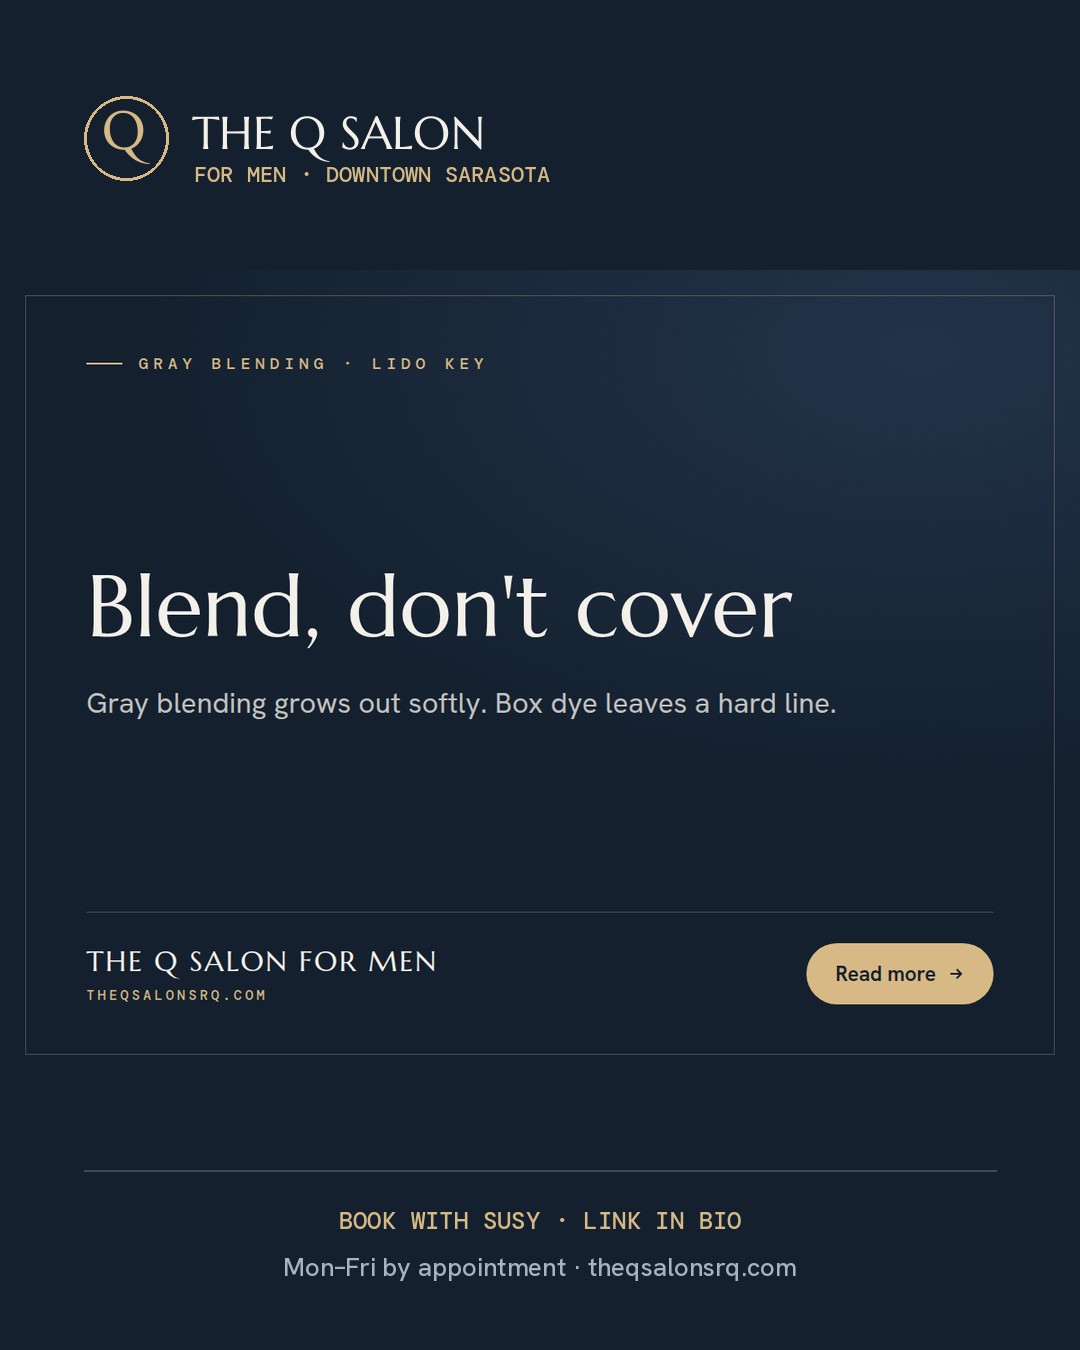 Q
THE Q SALON
FOR MEN · DOWNTOWN SARASOTA
GRAY BLENDING · LIDO KEY
Blend, don't cover
Gray blending grows out softly. Box dye leaves a hard line.
THE Q SALON FOR MEN
THEQSALONSRQ.COM
Read more →
BOOK WITH SUSY · LINK IN BIO
Mon–Fri by appointment · theqsalonsrq.com